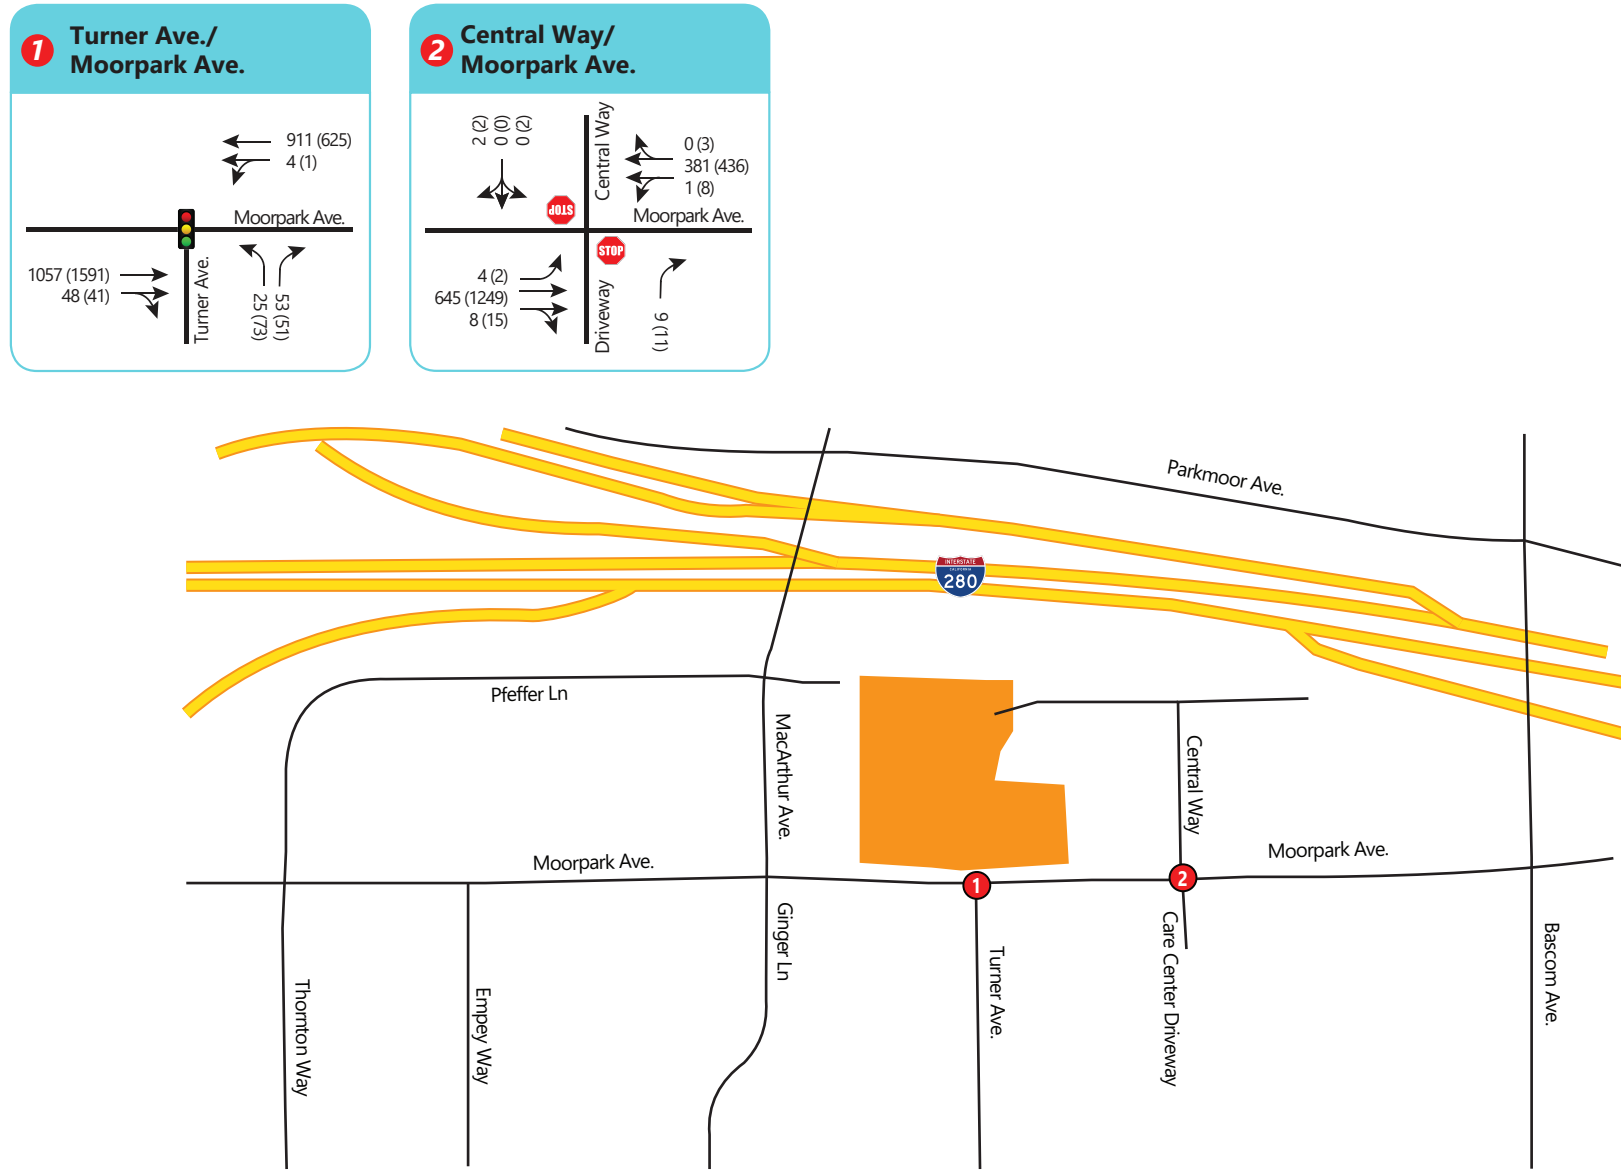 1
Turner Ave./
Moorpark Ave.
911 (625)
4 (1)
Moorpark Ave.
1057 (1591)
48 (41)
Turner Ave.
25 (73)
53 (51)
2
Central Way/
Moorpark Ave.
2 (2)
0 (0)
0 (2)
Central Way
0 (3)
381 (436)
1 (8)
STOP
Moorpark Ave.
STOP
4 (2)
645 (1249)
8 (15)
Driveway
9 (11)
Parkmoor Ave.
INTERSTATE
CALIFORNIA
280
Pfeffer Ln
MacArthur Ave.
Central Way
Moorpark Ave.
Moorpark Ave.
1
2
Ginger Ln
Turner Ave.
Care Center Driveway
Bascom Ave.
Thornton Way
Empey Way